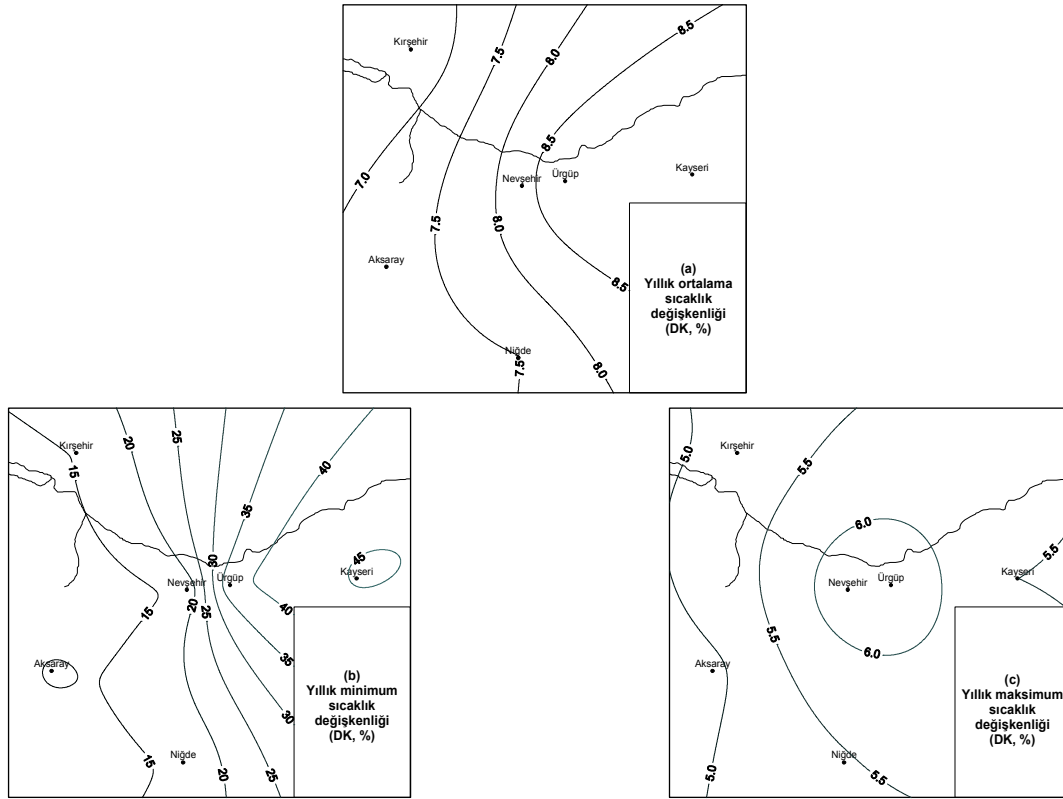 Kırşehir
7.5
8.0
8.5
8.5
7.0
Nevşehir
Ürgüp
Kayseri
7.5
8.0
Aksaray
8.5
Niğde
7.5
8.0
(a)
Yıllık ortalama
sıcaklık
değişkenliği
(DK, %)
Kırşehir
15
20
25
40
35
30
45
Kayseri
Nevşehir
Ürgüp
15
20
25
40
35
30
Aksaray
Niğde
15
20
25
(b)
Yıllık minimum
sıcaklık
değişkenliği
(DK, %)
5.0
Kırşehir
5.5
6.0
5.5
Nevşehir
Ürgüp
Kayseri
5.5
6.0
Aksaray
Niğde
5.0
5.5
(c)
Yıllık maksimum
sıcaklık
değişkenliği
(DK, %)